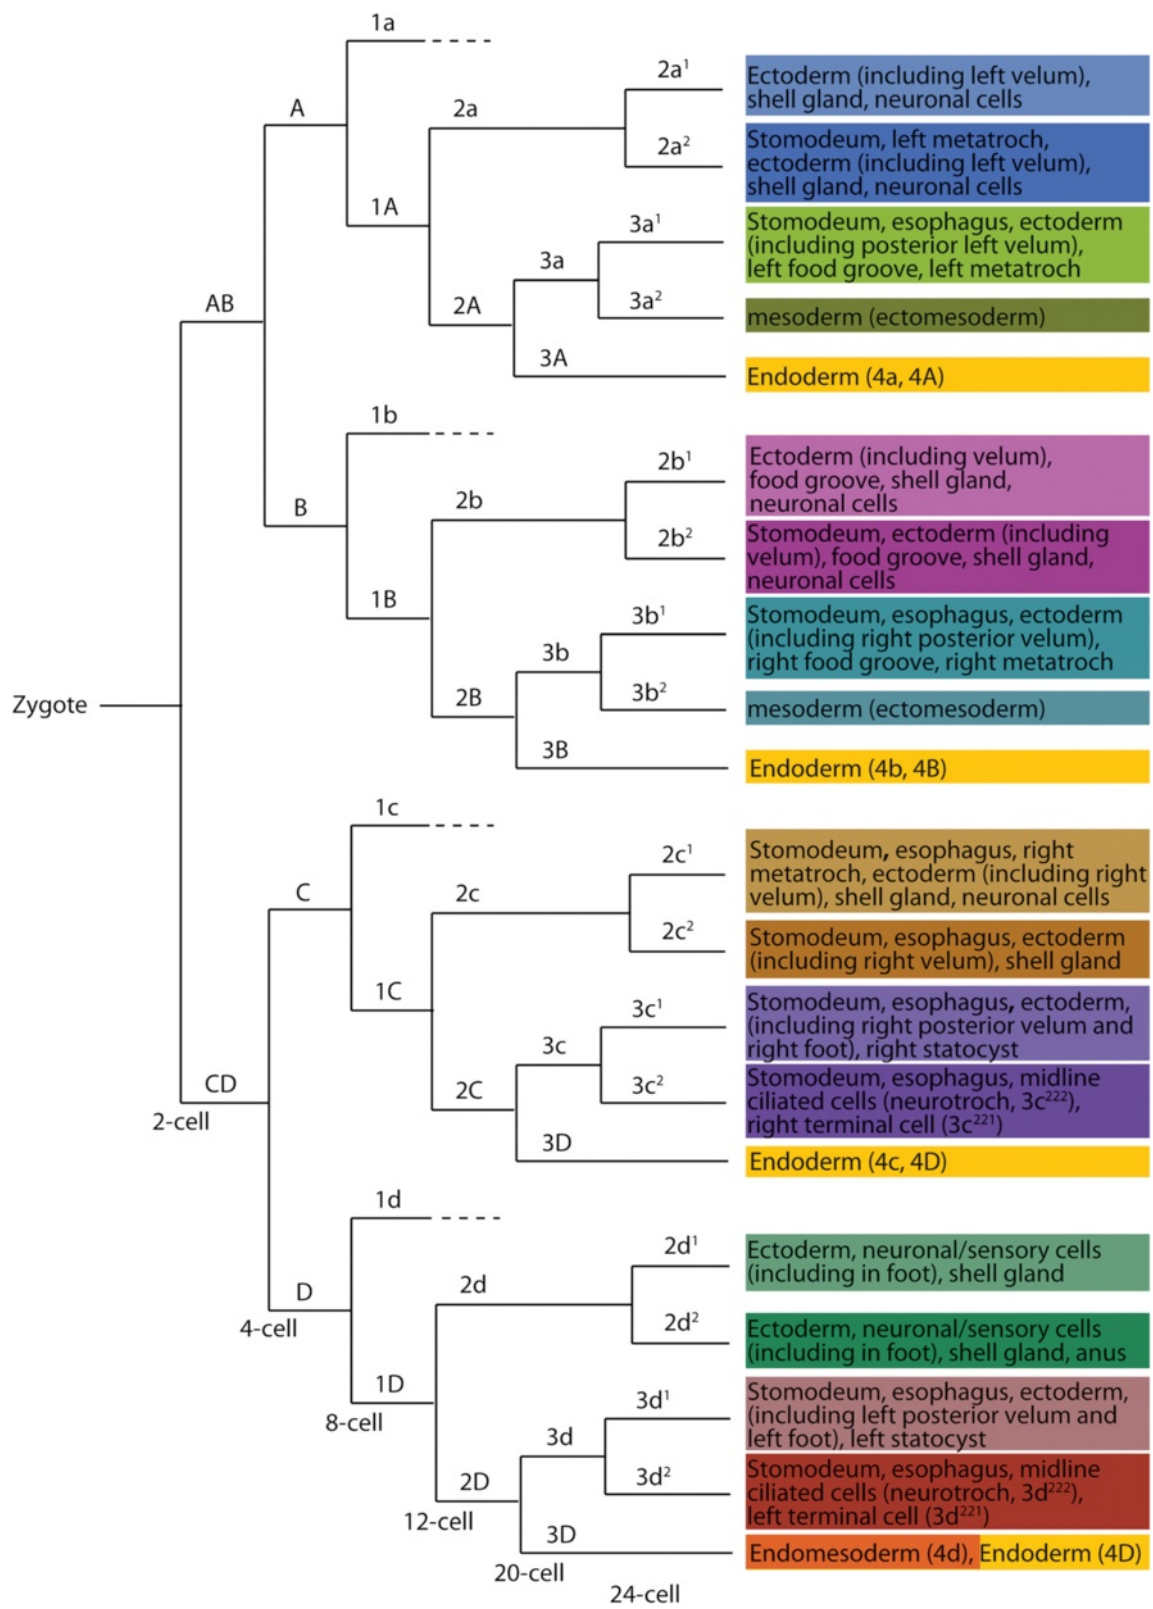 1a
2a¹
Ectoderm (including left velum),
shell gland, neuronal cells
A
2a
2a²
Stomodeum, left metatroch,
ectoderm (including left velum),
shell gland, neuronal cells
1A
3a¹
Stomodeum, esophagus, ectoderm
(including posterior left velum),
left food groove, left metatroch
3a
AB
2A
3a²
mesoderm (ectomesoderm)
3A
Endoderm (4a, 4A)
1b
2b¹
Ectoderm (including velum),
food groove, shell gland,
neuronal cells
B
2b
2b²
Stomodeum, ectoderm (including
velum), food groove, shell gland,
neuronal cells
1B
3b¹
Stomodeum, esophagus, ectoderm
(including right posterior velum),
right food groove, right metatroch
3b
Zygote
2B
3b²
mesoderm (ectomesoderm)
3B
Endoderm (4b, 4B)
1c
2c¹
Stomodeum, esophagus, right
metatroch, ectoderm (including right
velum), shell gland, neuronal cells
C
2c
2c²
Stomodeum, esophagus, ectoderm
(including right velum), shell gland
1C
3c¹
Stomodeum, esophagus, ectoderm,
(including right posterior velum and
right foot), right statocyst
3c
CD
2-cell
2C
3c²
Stomodeum, esophagus, midline
ciliated cells (neurotroch, 3c²²²),
right terminal cell (3c²²¹)
3D
Endoderm (4c, 4D)
1d
2d¹
Ectoderm, neuronal/sensory cells
(including in foot), shell gland
D
4-cell
2d
2d²
Ectoderm, neuronal/sensory cells
(including in foot), shell gland, anus
1D
8-cell
3d¹
Stomodeum, esophagus, ectoderm,
(including left posterior velum and
left foot), left statocyst
3d
2D
12-cell
3d²
Stomodeum, esophagus, midline
ciliated cells (neurotroch, 3d²²²),
left terminal cell (3d²²¹)
3D
20-cell
Endomesoderm (4d), Endoderm (4D)
24-cell